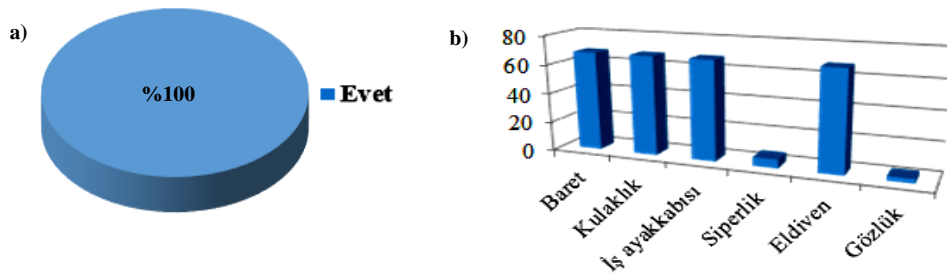 a)
%100
Evet
b)
80
60
40
20
0
Baret
Kulaklık
İş ayakkabısı
Siperlik
Eldiven
Gözlük